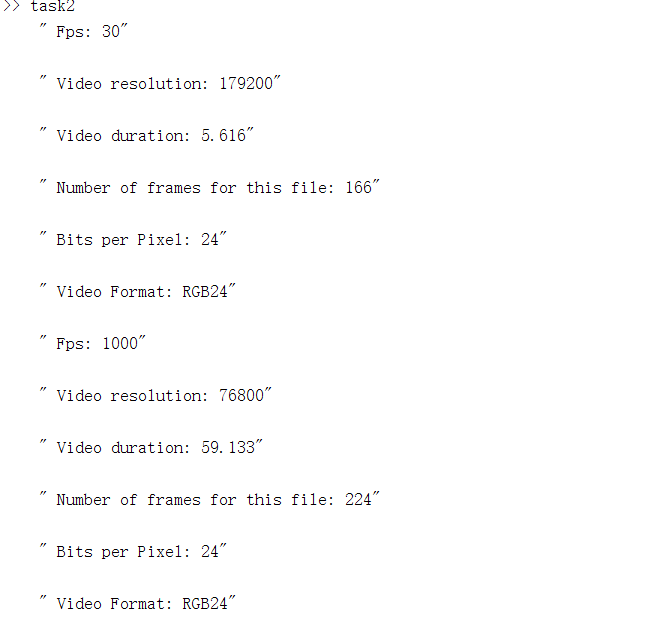 >> task2
" Fps: 30"
" Video resolution: 179200"
" Video duration: 5.616"
" Number of frames for this file: 166"
" Bits per Pixel: 24"
" Video Format: RGB24"
" Fps: 1000"
" Video resolution: 76800"
" Video duration: 59.133"
" Number of frames for this file: 224"
" Bits per Pixel: 24"
" Video Format: RGB24"